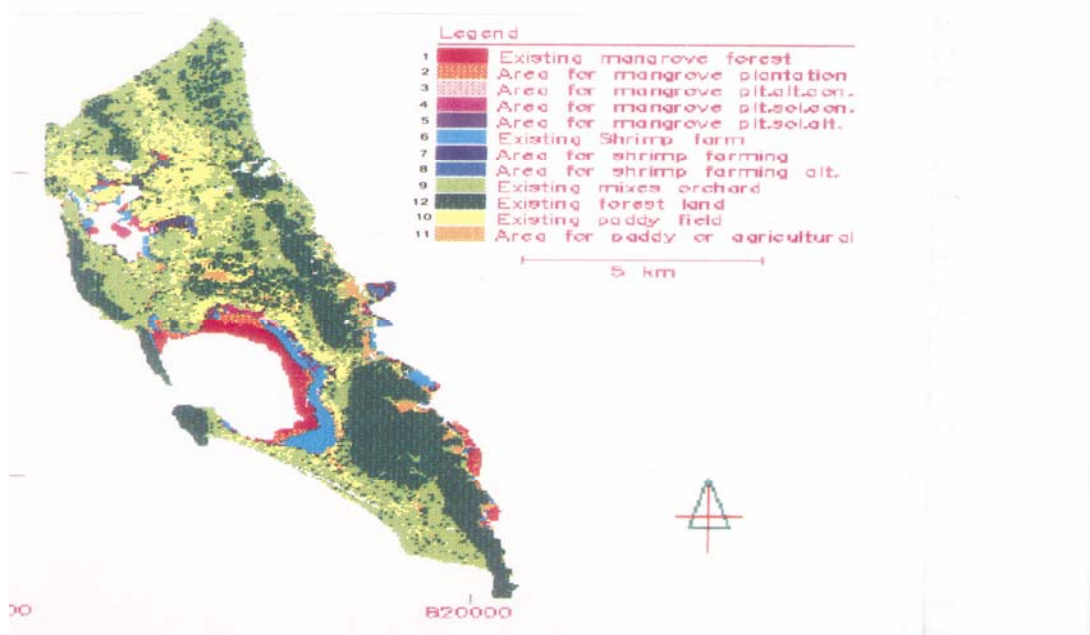 Legend
1 Existing mangrove forest
2 Area for mangrove plantation
3 Area for mangrove plt.alt.con.
4 Area for mangrove plt.sol.con.
5 Area for mangrove plt.sol.alt.
6 Existing Shrimp farm
7 Area for shrimp farming
8 Area for shrimp farming alt.
9 Existing mixes orchard
12 Existing forest land
10 Existing paddy field
11 Area for paddy or agricultural
5 km
00
820000